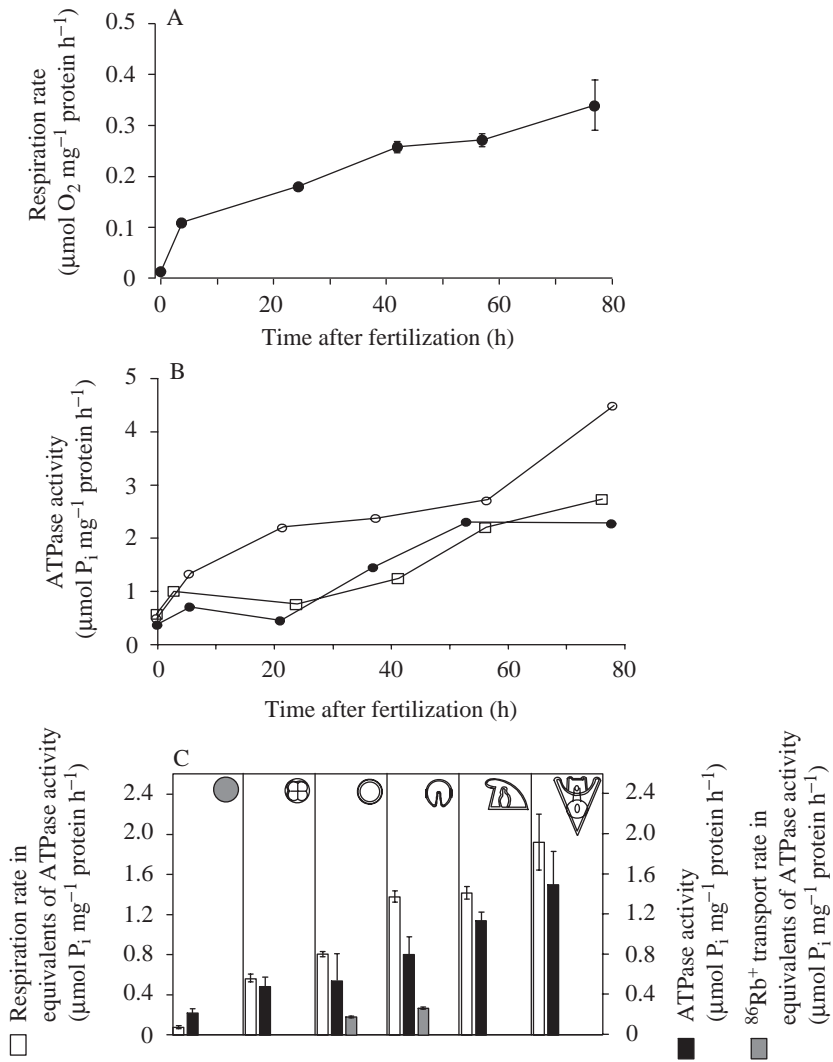 A
Respiration rate
(μmol O₂ mg⁻¹ protein h⁻¹)
0.5
0.4
0.3
0.2
0.1
0
0 20 40 60 80
Time after fertilization (h)
B
ATPase activity
(μmol Pᵢ mg⁻¹ protein h⁻¹)
5
4
3
2
1
0
0 20 40 60 80
Time after fertilization (h)
C
Respiration rate in
equivalents of ATPase activity
(μmol Pᵢ mg⁻¹ protein h⁻¹)
2.4
2.0
1.6
1.2
0.8
0.4
0
2.4
2.0
1.6
1.2
0.8
0.4
0
ATPase activity
(μmol Pᵢ mg⁻¹ protein h⁻¹)
⁸⁶Rb⁺ transport rate in
equivalents of ATPase activity
(μmol Pᵢ mg⁻¹ protein h⁻¹)